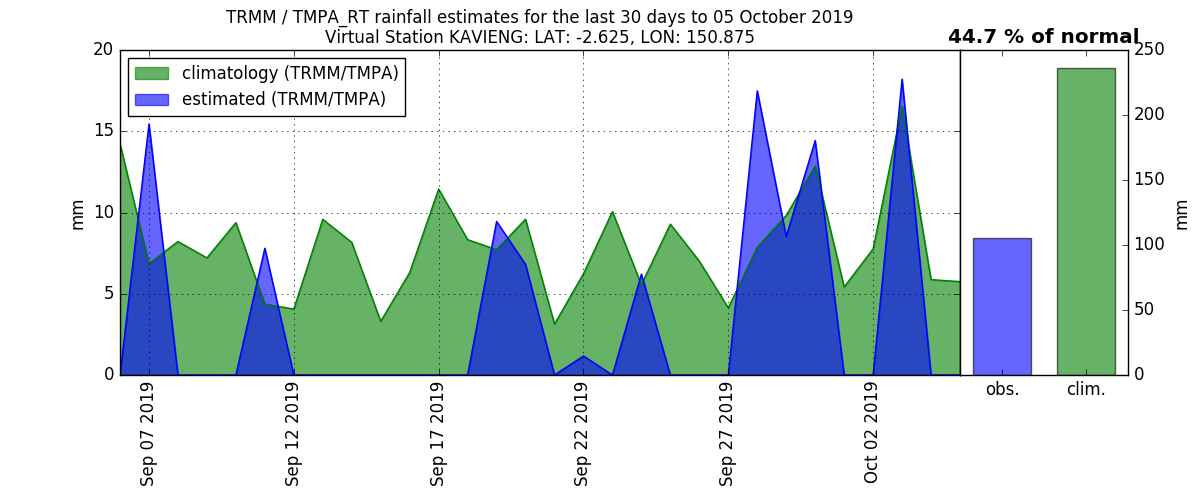 TRMM / TMPA_RT rainfall estimates for the last 30 days to 05 October 2019
Virtual Station KAVIENG: LAT: -2.625, LON: 150.875
44.7 % of normal
climatology (TRMM/TMPA)
estimated (TRMM/TMPA)
20
15
10
5
0
mm
250
200
150
100
50
0
mm
Sep 07 2019
Sep 12 2019
Sep 17 2019
Sep 22 2019
Sep 27 2019
Oct 02 2019
obs.
clim.